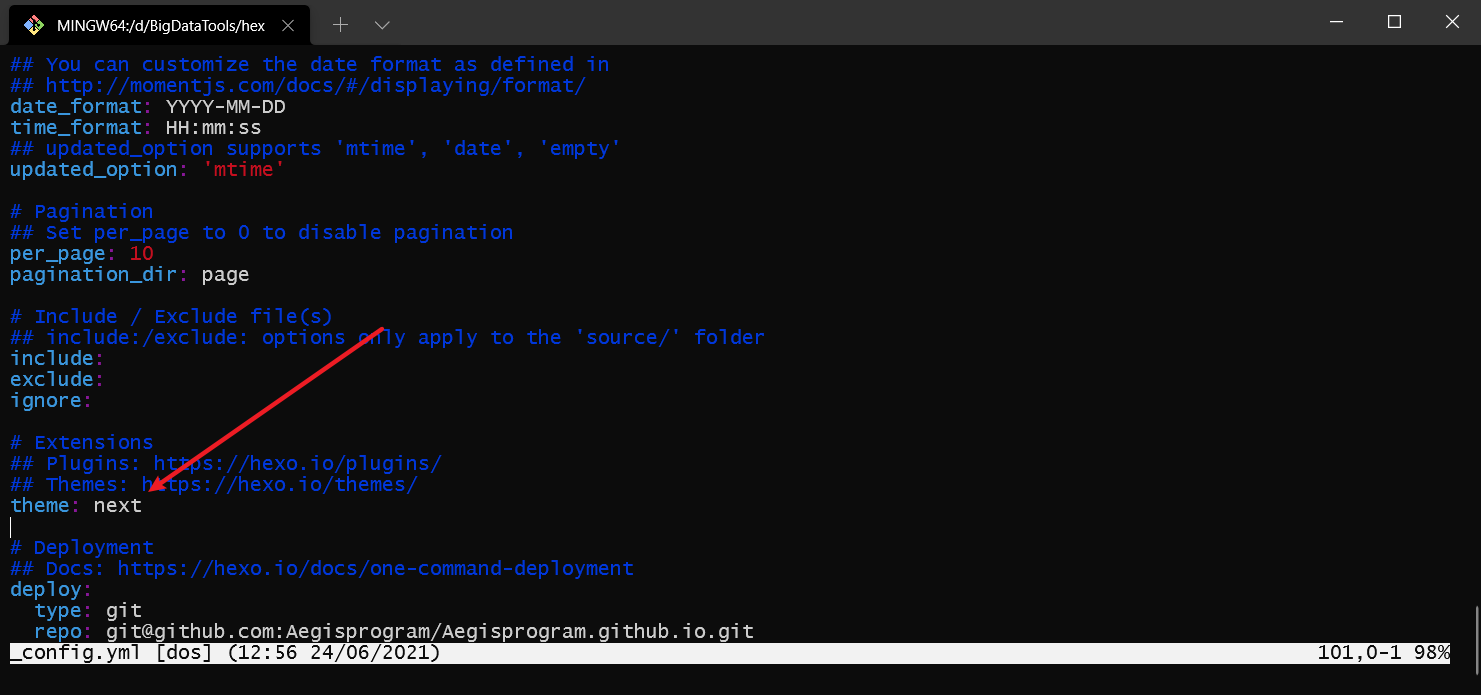 MINGW64:/d/BigDataTools/hex
## You can customize the date format as defined in
## http://momentjs.com/docs/#/displaying/format/
date_format: YYYY-MM-DD
time_format: HH:mm:ss
## updated_option supports 'mtime', 'date', 'empty'
updated_option: 'mtime'
# Pagination
## Set per_page to 0 to disable pagination
per_page: 10
pagination_dir: page
# Include / Exclude file(s)
## include:/exclude: options only apply to the 'source/' folder
include:
exclude:
ignore:
# Extensions
## Plugins: https://hexo.io/plugins/
## Themes: https://hexo.io/themes/
theme: next
# Deployment
## Docs: https://hexo.io/docs/one-command-deployment
deploy:
  type: git
  repo: git@github.com:Aegisprogram/Aegisprogram.github.io.git
_config.yml [dos] (12:56 24/06/2021) 101,0-1 98%